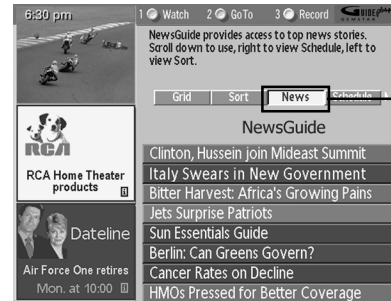 6:30 pm
1 Watch 2 GoTo 3 Record GUIDE Plus+
GEMSTAR
NewsGuide provides access to top news stories.
Scroll down to use, right to view Schedule, left to
view Sort.
Grid Sort News Schedule
NewsGuide
Clinton, Hussein join Mideast Summit
Italy Swears in New Government
Bitter Harvest: Africa's Growing Pains
Jets Surprise Patriots
Sun Essentials Guide
Berlin: Can Greens Govern?
Cancer Rates on Decline
HMOs Pressed for Better Coverage
RCA
RCA Home Theater
products
Dateline
Air Force One retires
Mon. at 10:00